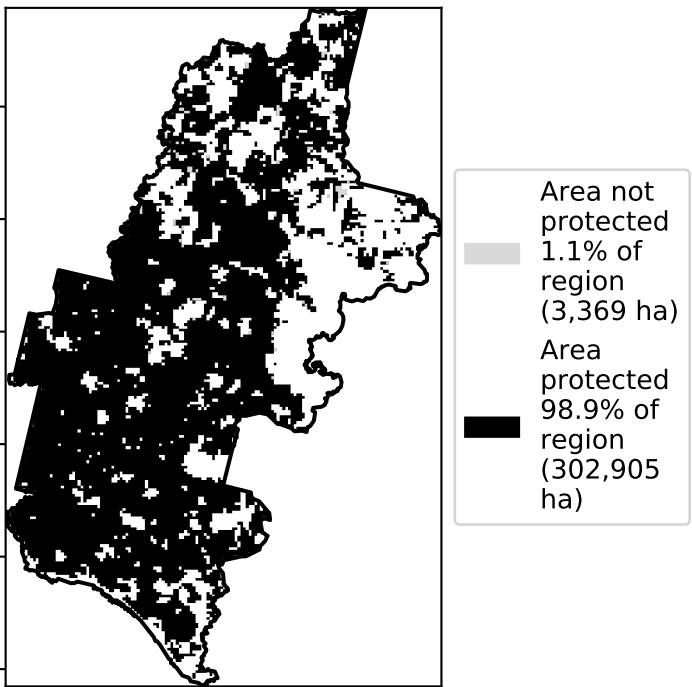 Area not
protected
1.1% of
region
(3,369 ha)
Area
protected
98.9% of
region
(302,905
ha)